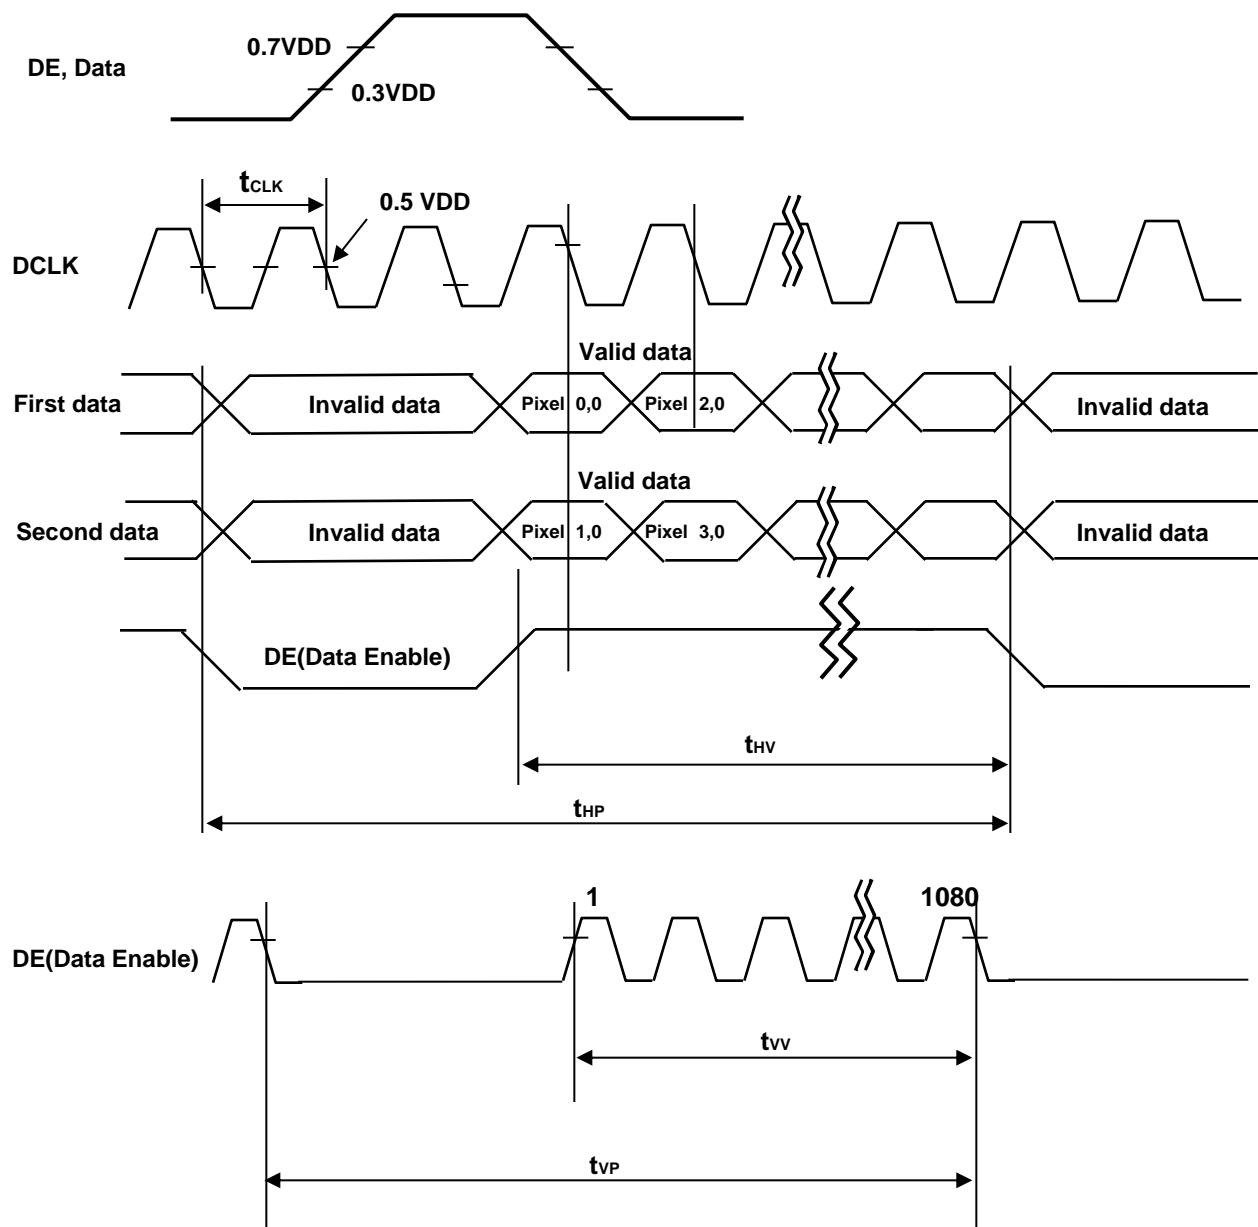 0.7VDD
DE, Data
0.3VDD
tCLK
0.5 VDD
DCLK
Valid data
First data
Invalid data
Pixel 0,0
Pixel 2,0
Invalid data
Valid data
Second data
Invalid data
Pixel 1,0
Pixel 3,0
Invalid data
DE(Data Enable)
tHV
tHP
1
1080
DE(Data Enable)
tVV
tVP